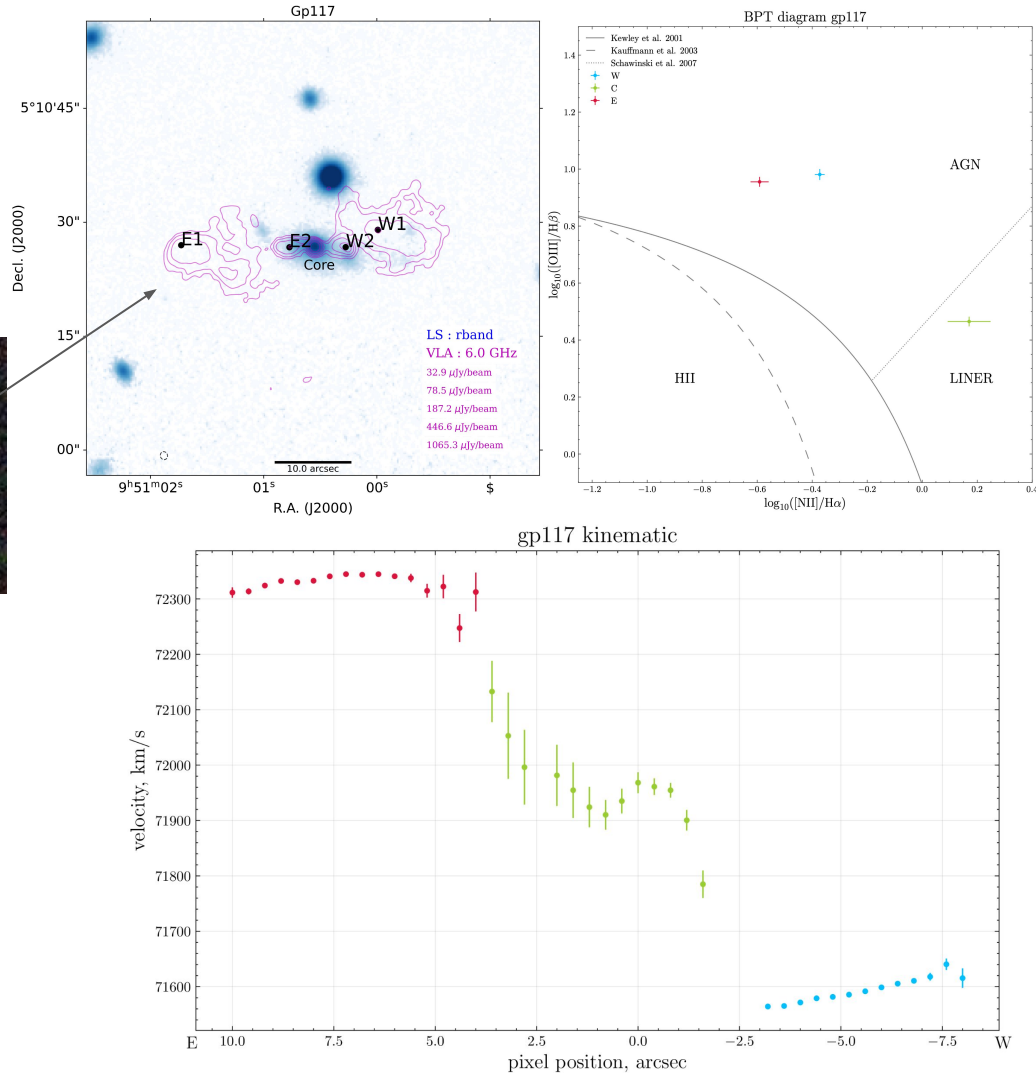 Gp117
5°10'45"
30"
15"
00"
Decl. (J2000)
E1
E2
W2
W1
Core
LS : rband
VLA : 6.0 GHz
32.9 μJy/beam
78.5 μJy/beam
187.2 μJy/beam
446.6 μJy/beam
1065.3 μJy/beam
10.0 arcsec
9ʰ51ᵐ02ˢ 01ˢ 00ˢ $
R.A. (J2000)
BPT diagram gp117
Kewley et al. 2001
Kauffmann et al. 2003
Schawinski et al. 2007
W
C
E
AGN
HII
LINER
1.4
1.2
1.0
0.8
0.6
0.4
0.2
0.0
log₁₀([OIII]/Hβ)
−1.2 −1.0 −0.8 −0.6 −0.4 −0.2 0.0 0.2 0.4
log₁₀([NII]/Hα)
gp117 kinematic
72300
72200
72100
72000
71900
71800
71700
71600
velocity, km/s
E 10.0 7.5 5.0 2.5 0.0 −2.5 −5.0 −7.5 W
pixel position, arcsec